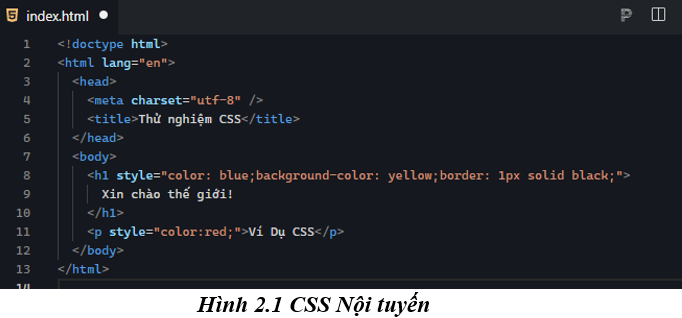 index.html
1 <!doctype html>
2 <html lang="en">
3 <head>
4 <meta charset="utf-8" />
5 <title>Thử nghiệm CSS</title>
6 </head>
7 <body>
8 <h1 style="color: blue;background-color: yellow;border: 1px solid black;">
9 Xin chào thế giới!
10 </h1>
11 <p style="color:red;">Ví Dụ CSS</p>
12 </body>
13 </html>
14
Hình 2.1 CSS Nội tuyến